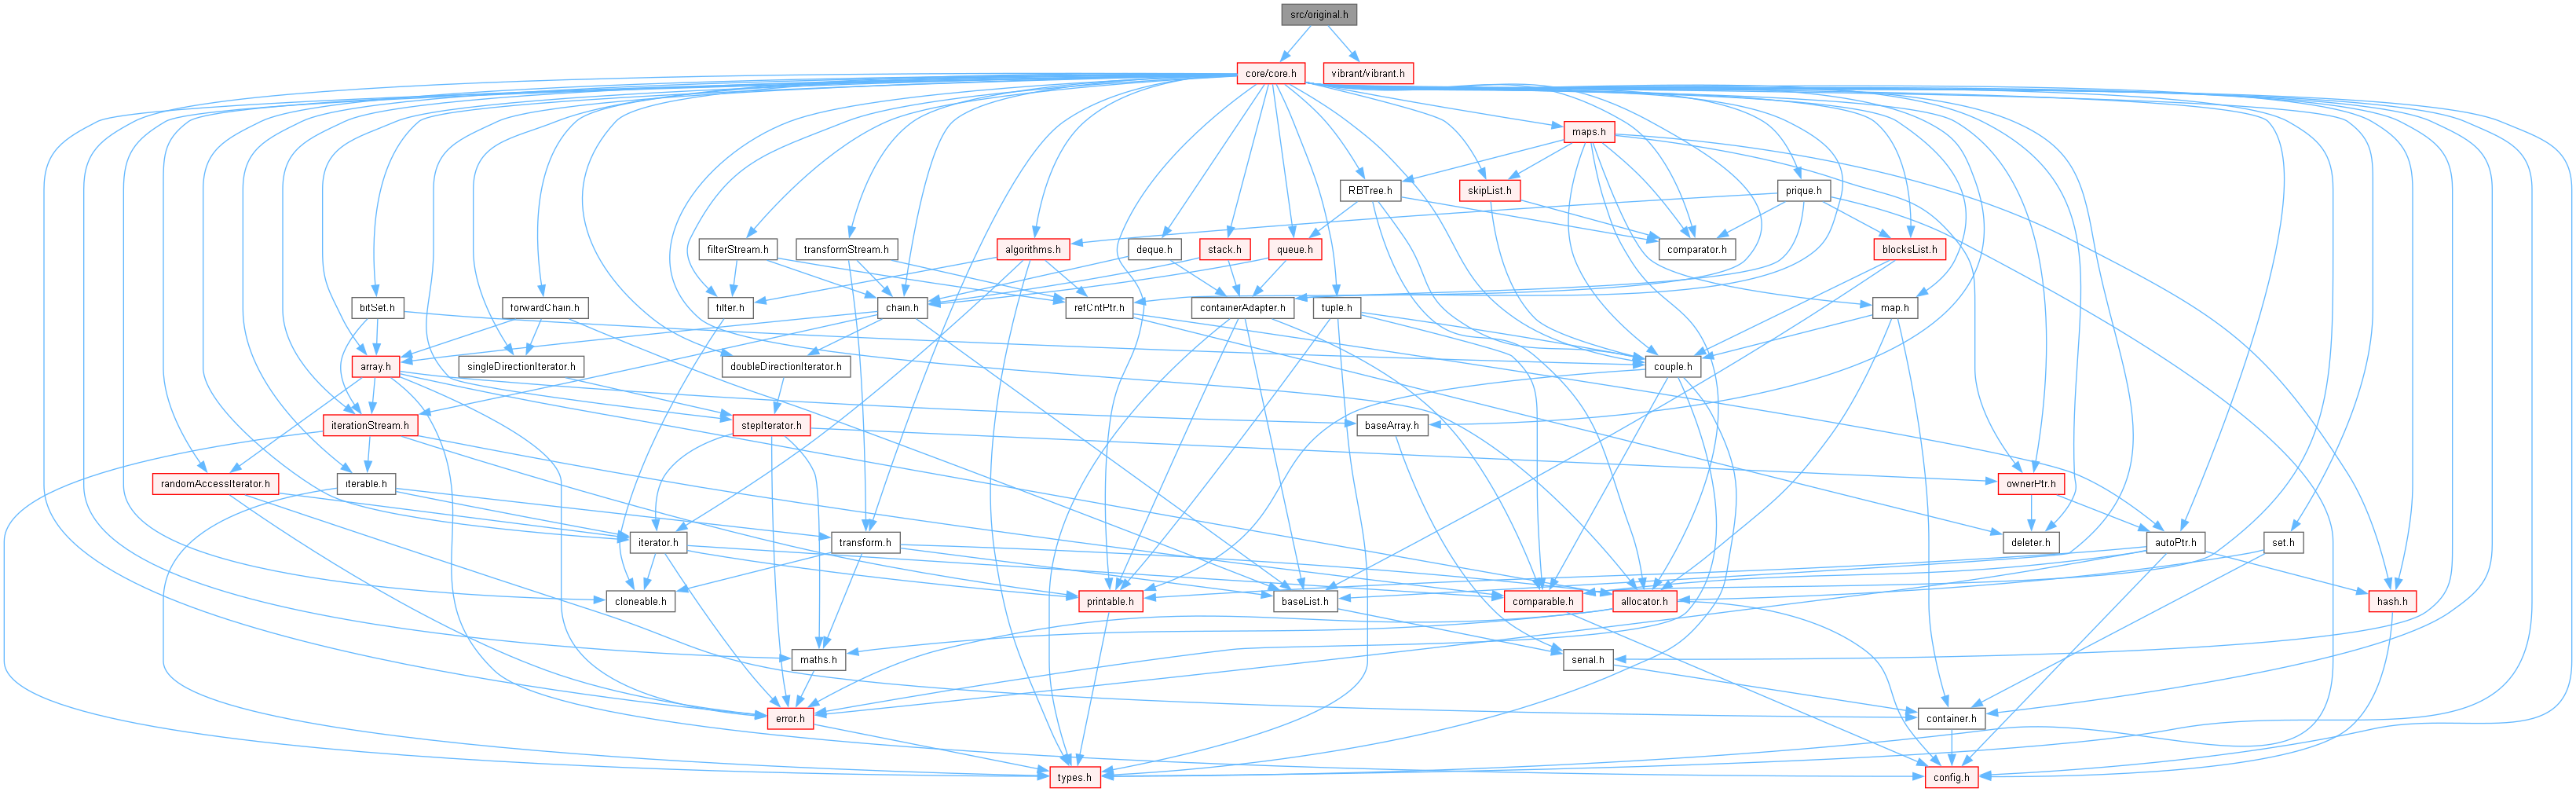 src/original.h
core/core.h
vibrant/vibrant.h
maps.h
RBTree.h
skipList.h
prique.h
filterStream.h
transformStream.h
algorithms.h
deque.h
stack.h
queue.h
comparator.h
blocksList.h
bitSet.h
forwardChain.h
filter.h
chain.h
refCntPtr.h
containerAdapter.h
tuple.h
map.h
array.h
singleDirectionIterator.h
doubleDirectionIterator.h
couple.h
iterationStream.h
stepIterator.h
baseArray.h
randomAccessIterator.h
iterable.h
ownerPtr.h
iterator.h
transform.h
deleter.h
autoPtr.h
set.h
cloneable.h
printable.h
baseList.h
comparable.h
allocator.h
hash.h
maths.h
serial.h
error.h
container.h
types.h
config.h